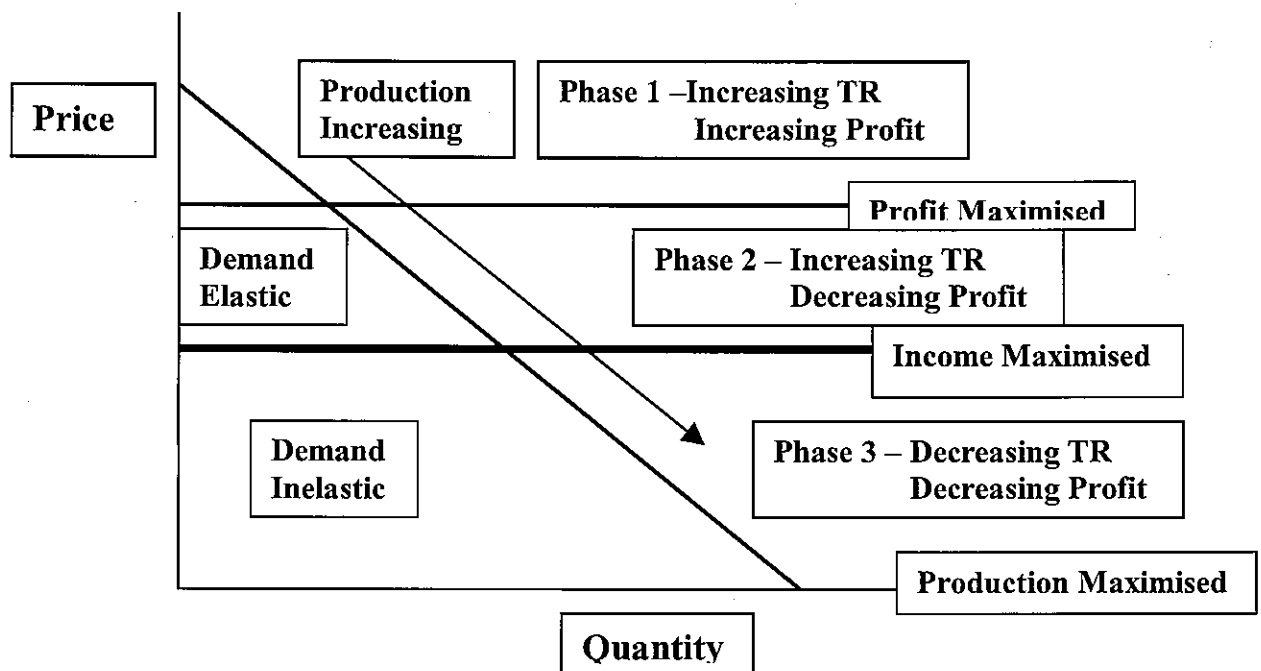 Price
Production
Increasing
Phase 1 –Increasing TR
Increasing Profit
Profit Maximised
Demand
Elastic
Phase 2 – Increasing TR
Decreasing Profit
Income Maximised
Demand
Inelastic
Phase 3 – Decreasing TR
Decreasing Profit
Production Maximised
Quantity